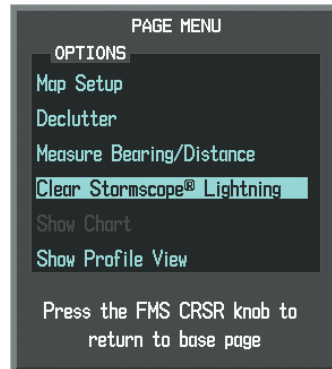 PAGE MENU
OPTIONS
Map Setup
Declutter
Measure Bearing/Distance
Clear Stormscope® Lightning
Show Chart
Show Profile View
Press the FMS CRSR knob to
return to base page